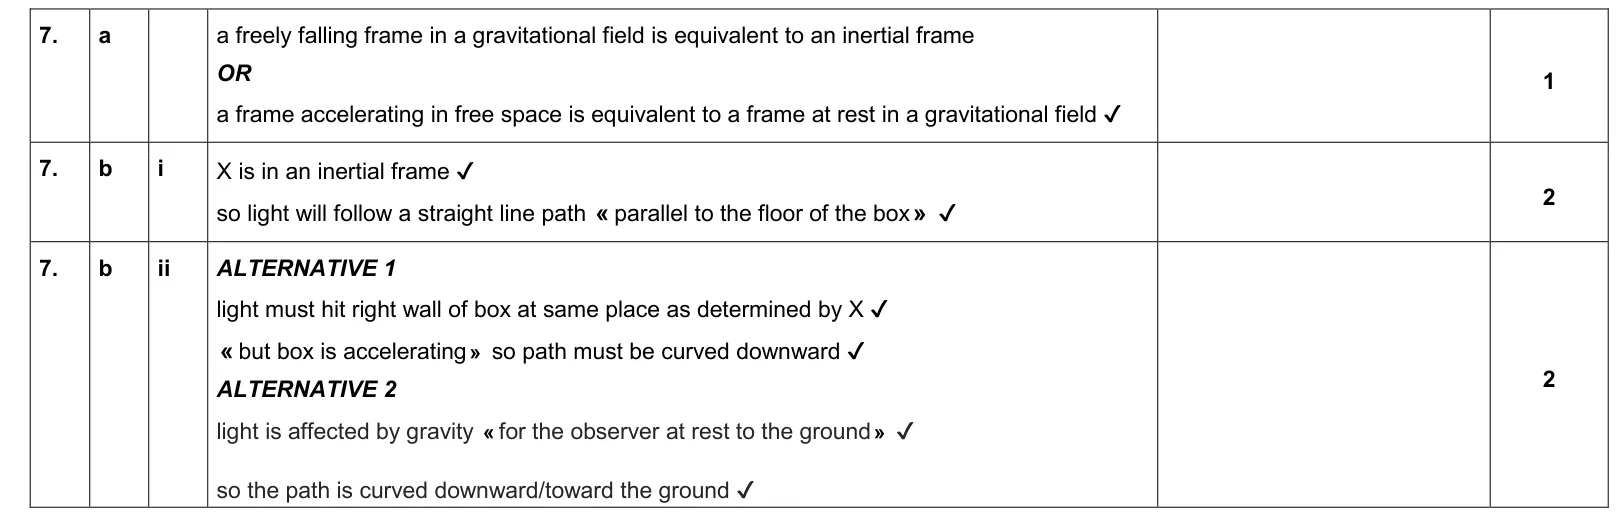 7. a a freely falling frame in a gravitational field is equivalent to an inertial frame
OR
a frame accelerating in free space is equivalent to a frame at rest in a gravitational field ✓
1
7. b i X is in an inertial frame ✓
so light will follow a straight line path « parallel to the floor of the box» ✓
2
7. b ii ALTERNATIVE 1
light must hit right wall of box at same place as determined by X ✓
« but box is accelerating» so path must be curved downward ✓
ALTERNATIVE 2
2
light is affected by gravity « for the observer at rest to the ground» ✓
so the path is curved downward/toward the ground ✓